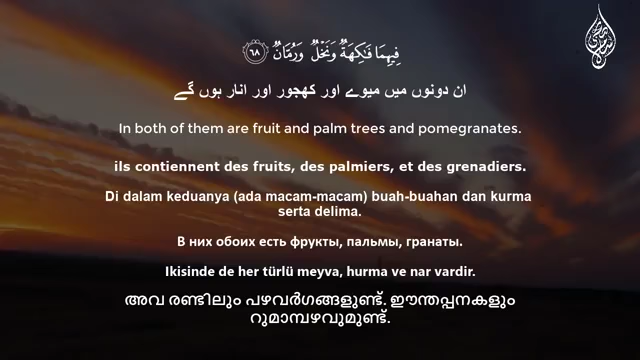 فِيهِمَا فَاكِهَةٌ وَنَخْلٌ وَرُمَّانٌ ﴿٦٨﴾
ان دونوں میں میوے اور کھجور اور انار ہوں گے
In both of them are fruit and palm trees and pomegranates.
ils contiennent des fruits, des palmiers, et des grenadiers.
Di dalam keduanya (ada macam-macam) buah-buahan dan kurma
serta delima.
В них обоих есть фрукты, пальмы, гранаты.
Ikisinde de her türlü meyva, hurma ve nar vardir.
അവ രണ്ടിലും പഴവർഗങ്ങളുണ്ട്. ഈന്തപ്പനകളും
റുമാമ്പഴവുമുണ്ട്.